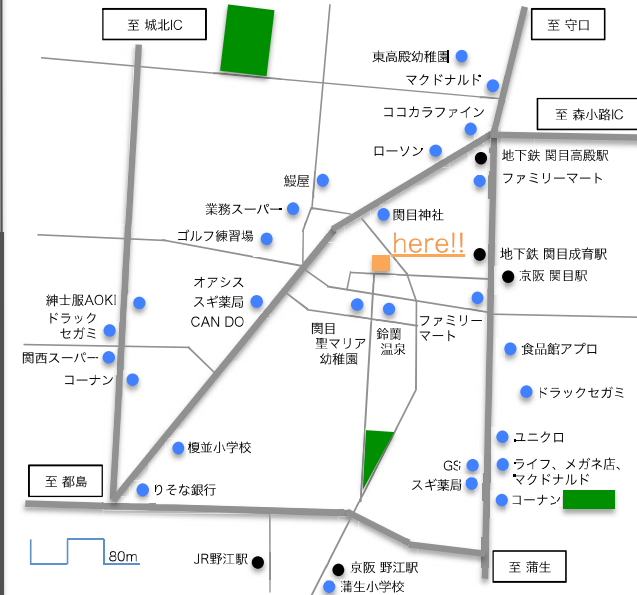 至 城北IC
至 守口
東高殿幼稚園
マクドナルド
ココカラファイン
至 森小路IC
ローソン
地下鉄 関目高殿駅
ファミリーマート
鰻屋
業務スーパー
関目神社
ゴルフ練習場
here!!
地下鉄 関目成育駅
京阪 関目駅
オアシス
スギ薬局
CAN DO
紳士服AOKI
ドラック
セガミ
関西スーパー
コーナン
関目
聖マリア
幼稚園
鈴蘭
温泉
ファミリー
マート
食品館アプロ
ドラックセガミ
榎並小学校
ユニクロ
GS
ライフ、メガネ店、
マクドナルド
スギ薬局
コーナン
至 都島
りそな銀行
80m
JR野江駅
京阪 野江駅
蒲生小学校
至 蒲生